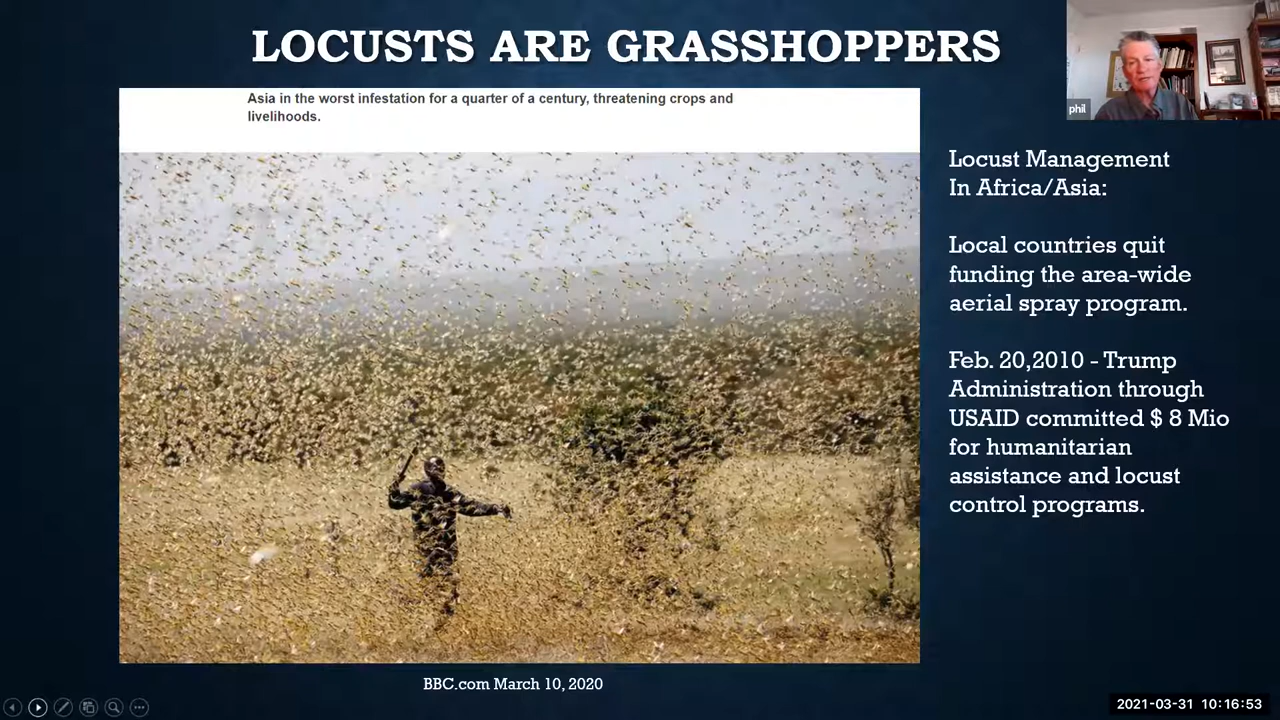 LOCUSTS ARE GRASSHOPPERS
Asia in the worst infestation for a quarter of a century, threatening crops and
livelihoods.
phil
Locust Management
In Africa/Asia:
Local countries quit
funding the area-wide
aerial spray program.
Feb. 20,2010 - Trump
Administration through
USAID committed $ 8 Mio
for humanitarian
assistance and locust
control programs.
BBC.com March 10, 2020
2021-03-31 10:16:53